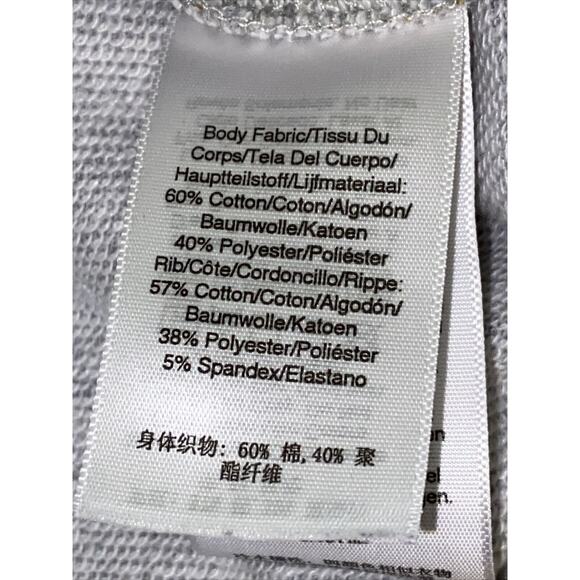 Body Fabric/Tissu Du
Corps/Tela Del Cuerpo/
Hauptteilstoff/Lijfmateriaal:
60% Cotton/Coton/Algodón/
Baumwolle/Katoen
40% Polyester/Poliéster
Rib/Côte/Cordoncillo/Rippe:
57% Cotton/Coton/Algodón/
Baumwolle/Katoen
38% Polyester/Poliéster
5% Spandex/Elastano
身体织物: 60% 棉,40% 聚
酯纤维